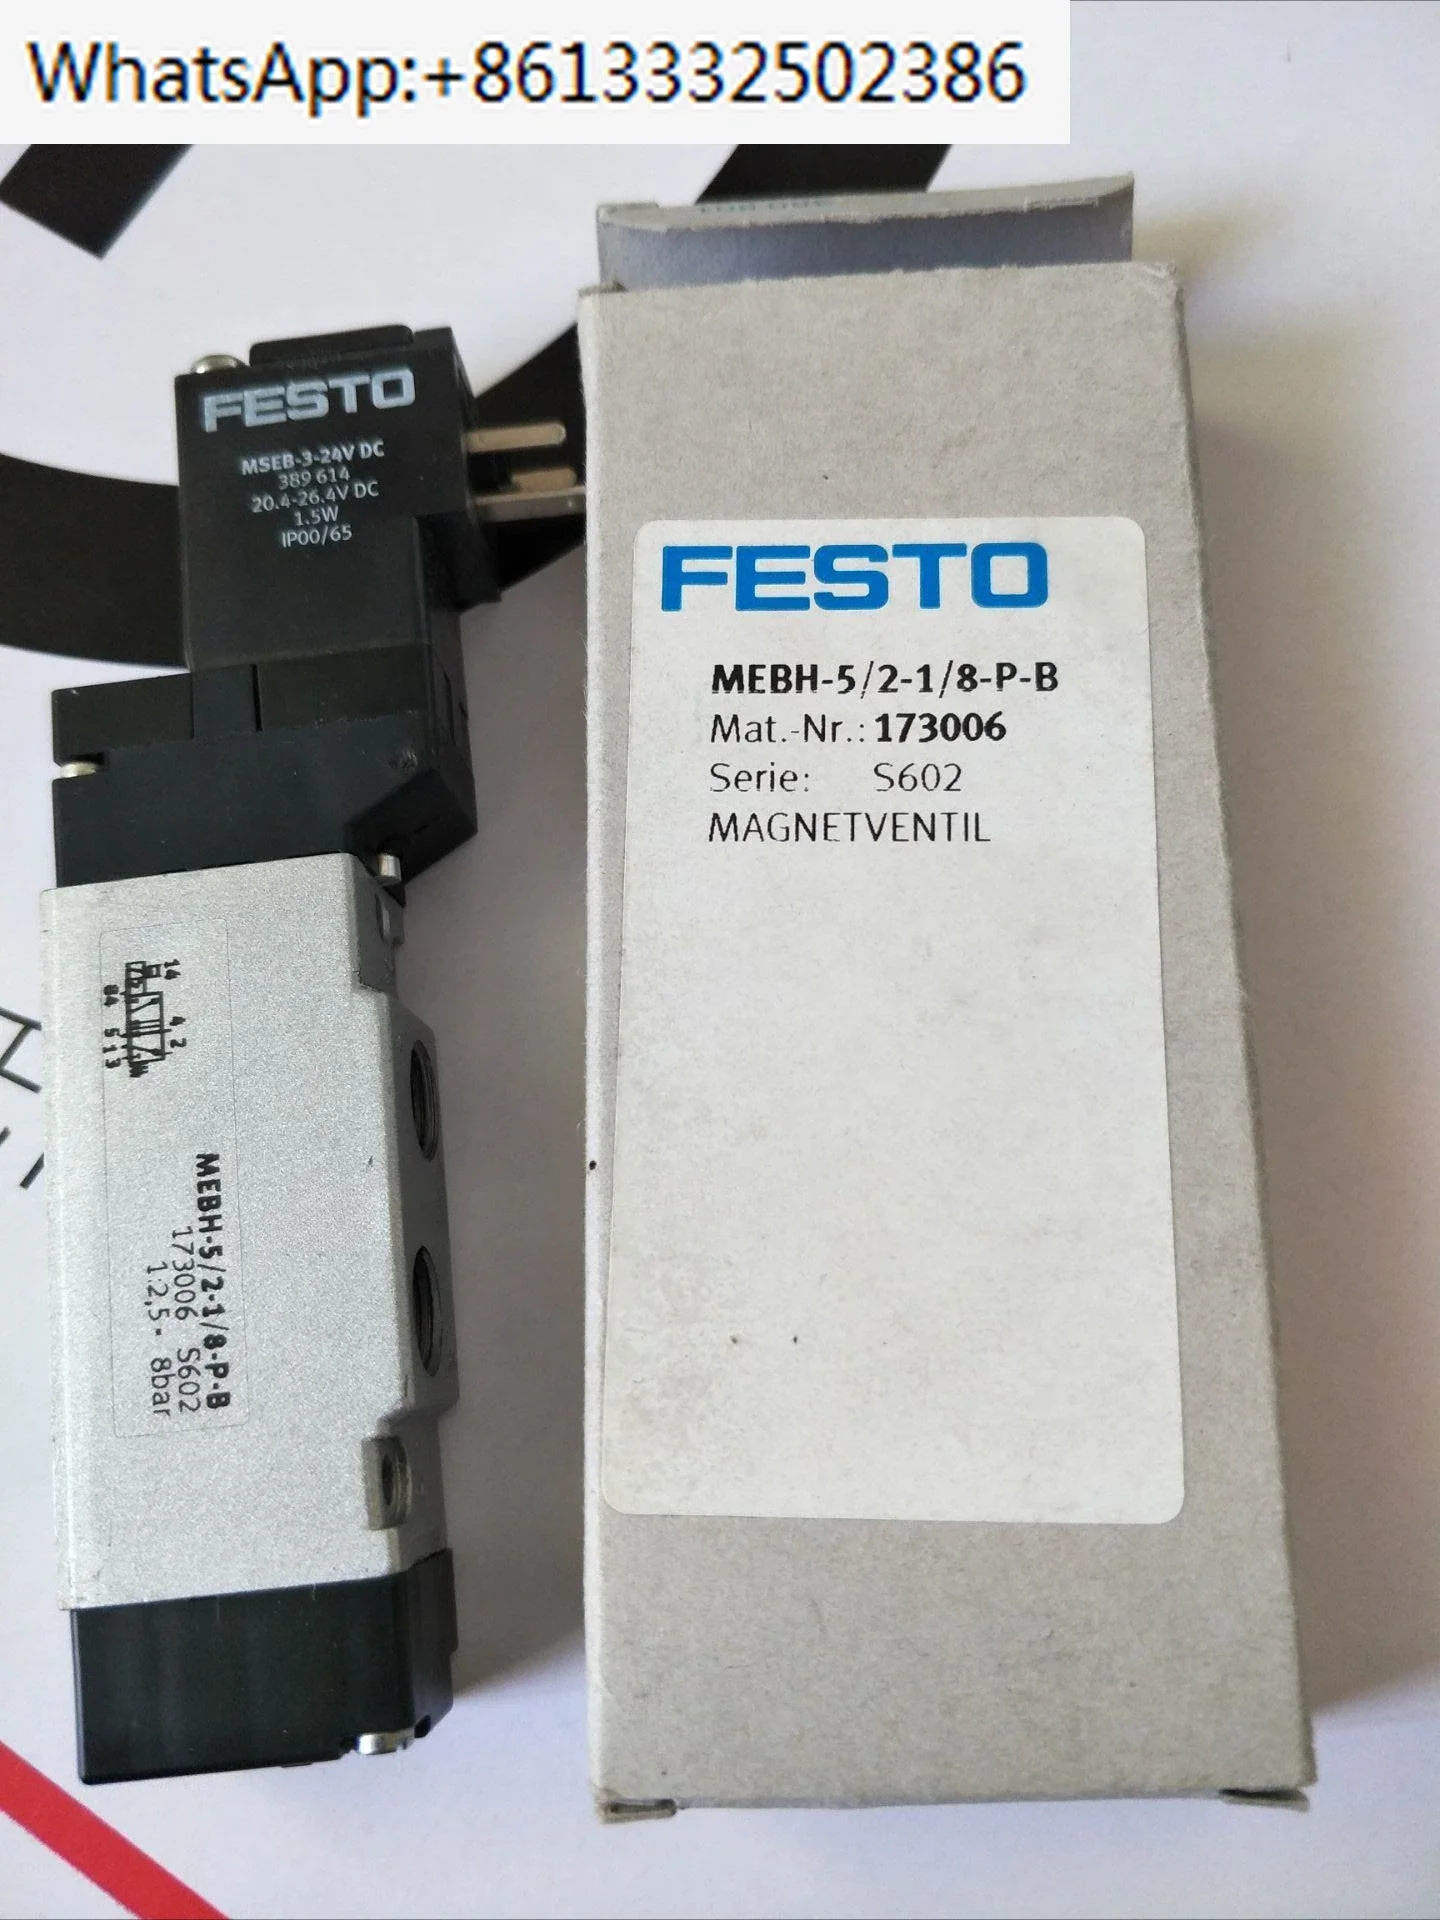 WhatsApp:+8613332502386
FESTO
MSEB-3-24V DC
389 614
20.4-26.4V DC
1.5W
IP00/65
14
84
4 2
5 1 3
MEBH-5/2-1/8-P-B
173006 S602
1:2,5 - 8bar
FESTO
MEBH-5/2-1/8-P-B
Mat.-Nr.: 173006
Serie: S602
MAGNETVENTIL